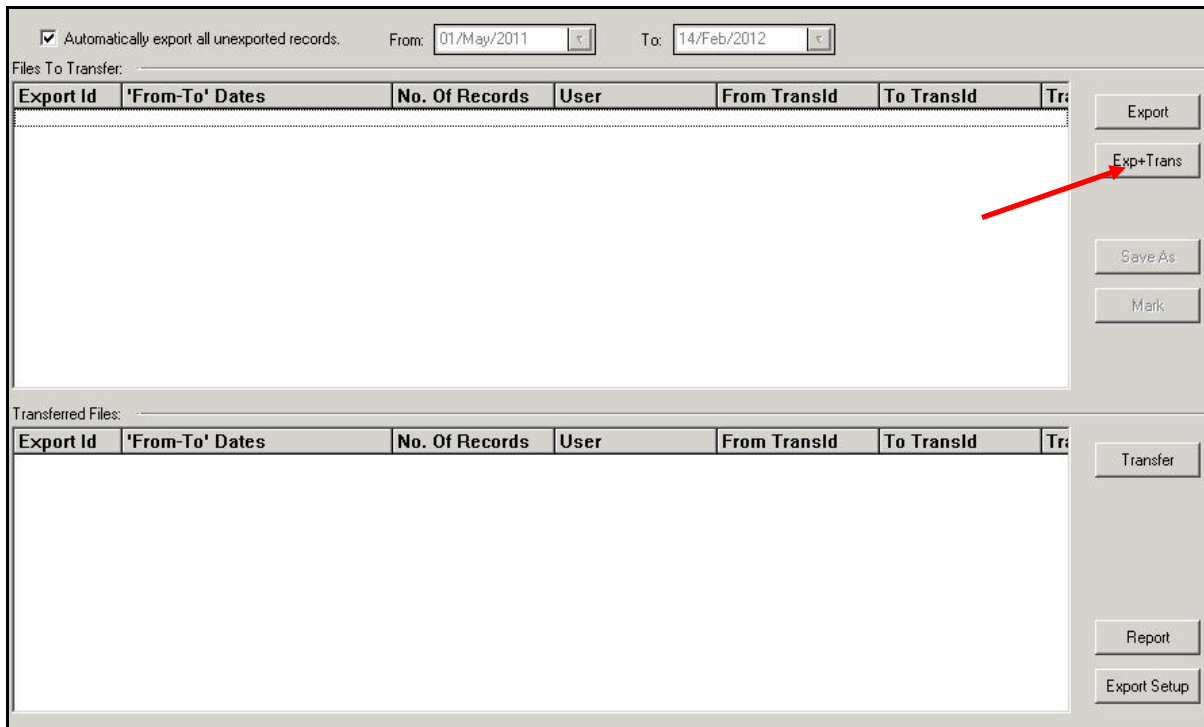 Automatically export all unexported records. From: 01/May/2011 To: 14/Feb/2012
Files To Transfer:
Export Id 'From-To' Dates No. Of Records User From TransId To TransId Tra
Export
Exp+Trans
Save As
Mark
Transferred Files:
Export Id 'From-To' Dates No. Of Records User From TransId To TransId Tra
Transfer
Report
Export Setup